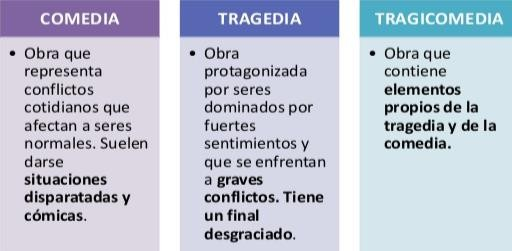 COMEDIA
• Obra que
representa
conflictos
cotidianos que
afectan a seres
normales. Suelen
darse
situaciones
disparatadas y
cómicas.
TRAGEDIA
• Obra
protagonizada
por seres
dominados por
fuertes
sentimientos y
que se enfrentan
a graves
conflictos. Tiene
un final
desgraciado.
TRAGICOMEDIA
• Obra que
contiene
elementos
propios de la
tragedia y de la
comedia.